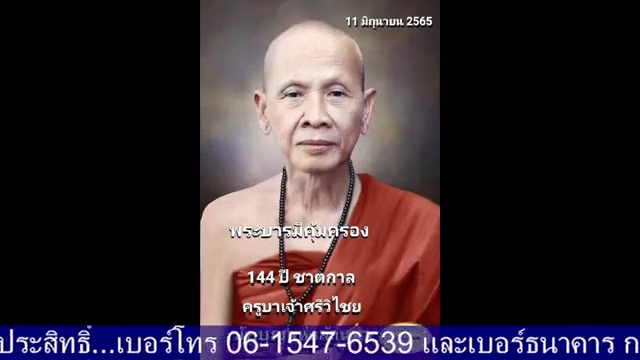 11 มิถุนายน 2565
พระบารมีคุ้มครอง
144 ปี ชาตกาล
ครูบาเจ้าศรีวิไชย
ประสิทธิ์...เบอร์โทร 06-1547-6539 และเบอร์ธนาคาร ก